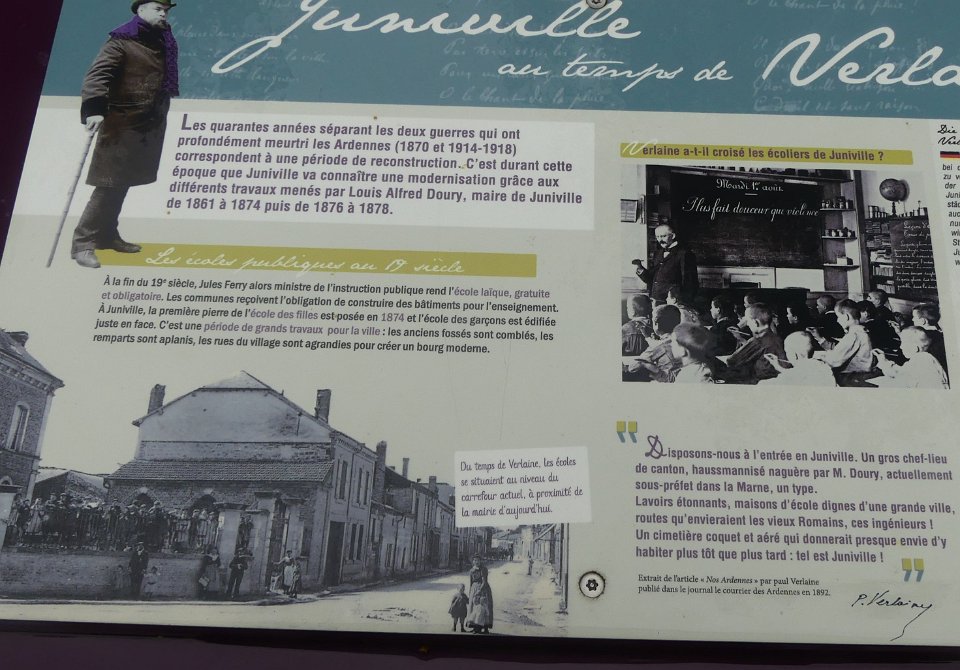 Juniville
au temps de Verla
Les quarantes années séparant les deux guerres qui ont
profondément meurtri les Ardennes (1870 et 1914-1918)
correspondent à une période de reconstruction. C'est durant cette
époque que Juniville va connaître une modernisation grâce aux
différents travaux menés par Louis Alfred Doury, maire de Juniville
de 1861 à 1874 puis de 1876 à 1878.
Les écoles publiques au 19 siècle
À la fin du 19e siècle, Jules Ferry alors ministre de l'instruction publique rend l'école laïque, gratuite
et obligatoire. Les communes reçoivent l'obligation de construire des bâtiments pour l'enseignement.
À Juniville, la première pierre de l'école des filles est posée en 1874 et l'école des garçons est édifiée
juste en face. C'est une période de grands travaux pour la ville : les anciens fossés sont comblés, les
remparts sont aplanis, les rues du village sont agrandies pour créer un bourg moderne.
Du temps de Verlaine, les écoles
se situaient au niveau du
carrefour actuel, à proximité de
la mairie d'aujourd'hui.
Verlaine a-t-il croisé les écoliers de Juniville ?
Mardi 1er août
Plus fait douceur que violence
Disposons-nous à l'entrée en Juniville. Un gros chef-lieu
de canton, haussmannisé naguère par M. Doury, actuellement
sous-préfet dans la Marne, un type.
Lavoirs étonnants, maisons d'école dignes d'une grande ville,
routes qu'envieraient les vieux Romains, ces ingénieurs !
Un cimetière coquet et aéré qui donnerait presque envie d'y
habiter plus tôt que plus tard : tel est Juniville !
Extrait de l'article « Nos Ardennes » par paul Verlaine
publié dans le journal le courrier des Ardennes en 1892.
P. Verlaine
Die